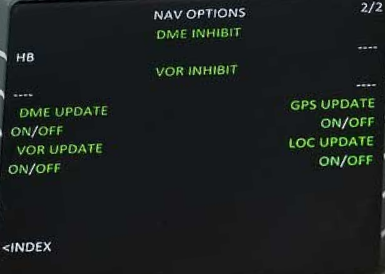 NAV OPTIONS 2/2
DME INHIBIT
HB ----
VOR INHIBIT
---- ----
DME UPDATE GPS UPDATE
ON/OFF ON/OFF
VOR UPDATE LOC UPDATE
ON/OFF ON/OFF
<INDEX